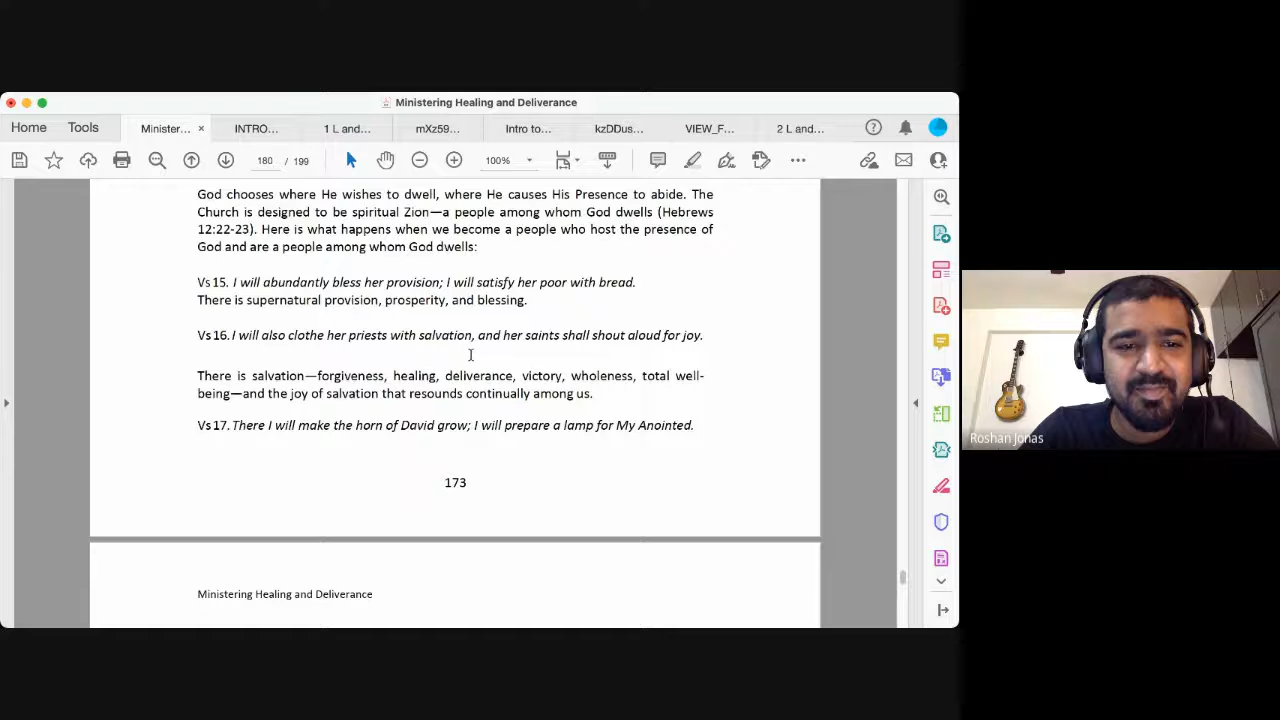 Ministering Healing and Deliverance
Home Tools Minister... × INTRO... 1 L and... mXz59... Intro to... kzDDus... VIEW_F... 2 L and...
180 / 199 100%
God chooses where He wishes to dwell, where He causes His Presence to abide. The
Church is designed to be spiritual Zion—a people among whom God dwells (Hebrews
12:22-23). Here is what happens when we become a people who host the presence of
God and are a people among whom God dwells:
Vs 15. I will abundantly bless her provision; I will satisfy her poor with bread.
There is supernatural provision, prosperity, and blessing.
Vs 16. I will also clothe her priests with salvation, and her saints shall shout aloud for joy.
There is salvation—forgiveness, healing, deliverance, victory, wholeness, total well-
being—and the joy of salvation that resounds continually among us.
Vs 17. There I will make the horn of David grow; I will prepare a lamp for My Anointed.
173
Ministering Healing and Deliverance
Roshan Jonas